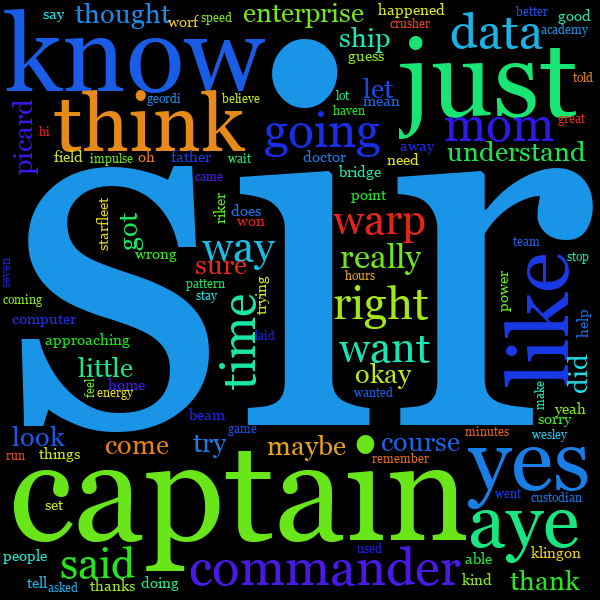 say
thought
worf
speed
enterprise
happened
crusher
better
good
academy
data
know
ship
guess
just
geordi
believe
lot
let
mean
told
great
think
haven
going
mom
picard
hi
field
impulse
oh
father
wait
doctor
away
need
understand
bridge
came
sir
point
riker
does
won
starfleet
got
wrong
way
warp
team
stop
seven
sure
really
hours
pattern
stay
trying
coming
computer
time
right
power
like
help
approaching
laid
want
little
feel
energy
home
okay
wanted
did
make
beam
game
yeah
sorry
look
come
try
maybe
course
minutes
wesley
run
things
remember
yes
captain
went
custodian
set
aye
used
people
said
commander
able
klingon
tell
asked
thanks
doing
kind
thank